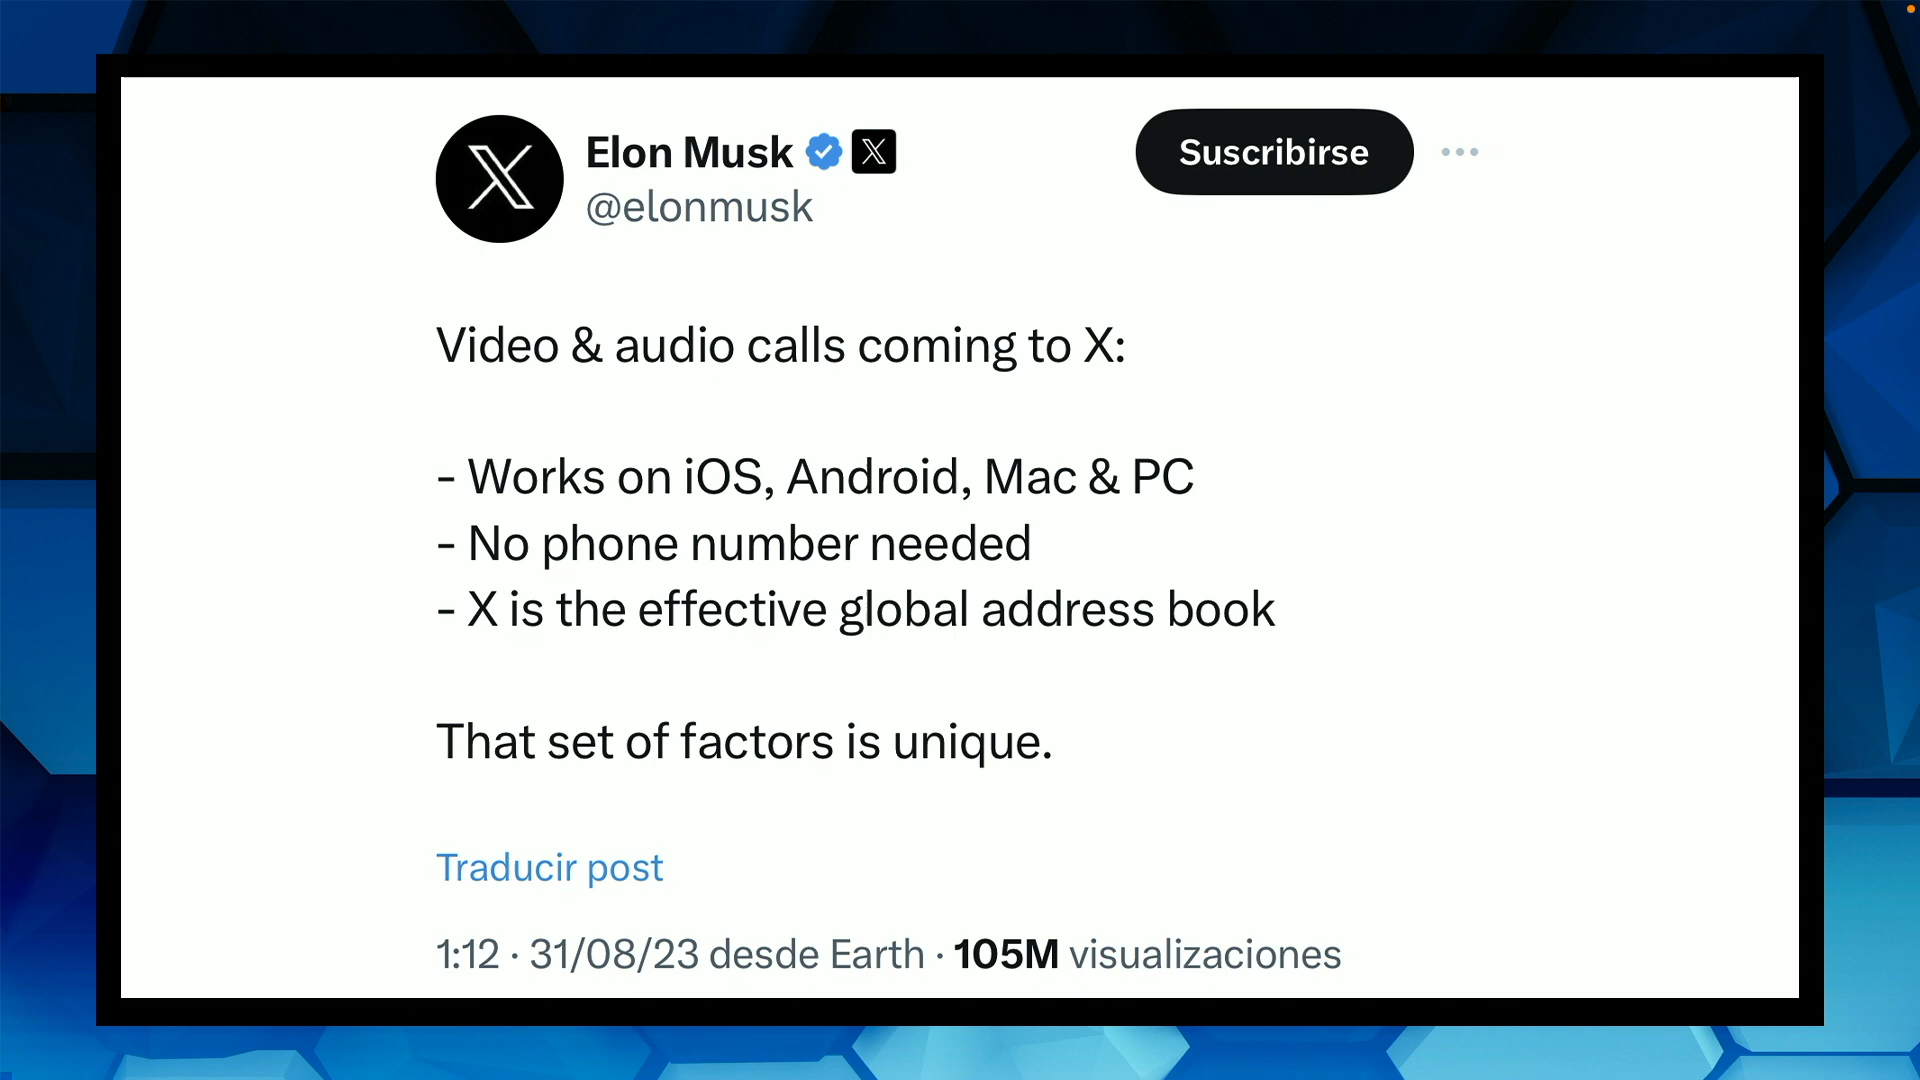 Elon Musk
Suscribirse
@elonmusk
Video & audio calls coming to X:
- Works on iOS, Android, Mac & PC
- No phone number needed
- X is the effective global address book
That set of factors is unique.
Traducir post
1:12 · 31/08/23 desde Earth · 105M visualizaciones